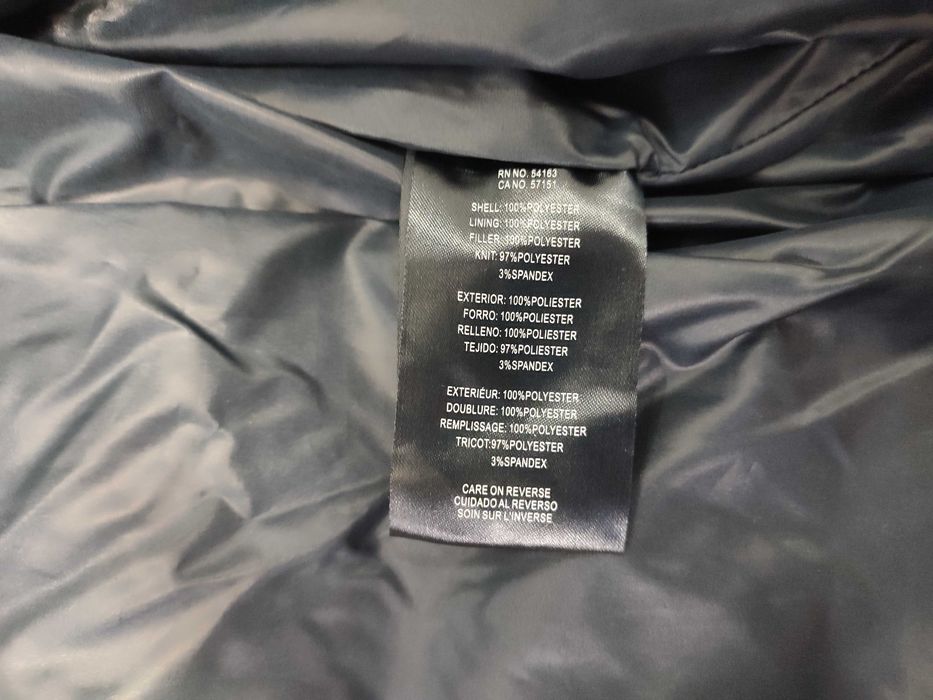 RN NO. 54163
CA NO. 57151
SHELL: 100%POLYESTER
LINING: 100%POLYESTER
FILLER: 100%POLYESTER
KNIT: 97%POLYESTER
3%SPANDEX
EXTERIOR: 100%POLIESTER
FORRO: 100%POLIESTER
RELLENO: 100%POLIESTER
TEJIDO: 97%POLIESTER
3%SPANDEX
EXTERIÉUR: 100%POLYESTER
DOUBLURE: 100%POLYESTER
REMPLISSAGE: 100%POLYESTER
TRICOT:97%POLYESTER
3%SPANDEX
CARE ON REVERSE
CUIDADO AL REVERSO
SOIN SUR L'INVERSE